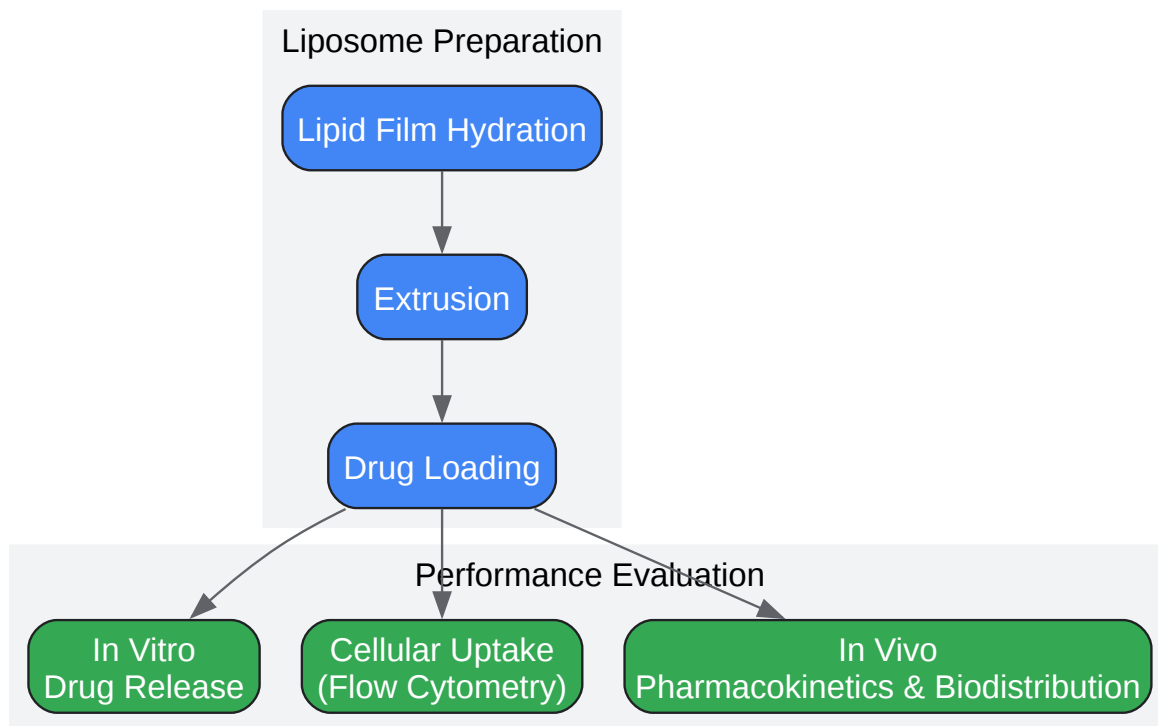 Liposome Preparation
Lipid Film Hydration
Extrusion
Drug Loading
Performance Evaluation
In Vitro
Drug Release
Cellular Uptake
(Flow Cytometry)
In Vivo
Pharmacokinetics & Biodistribution